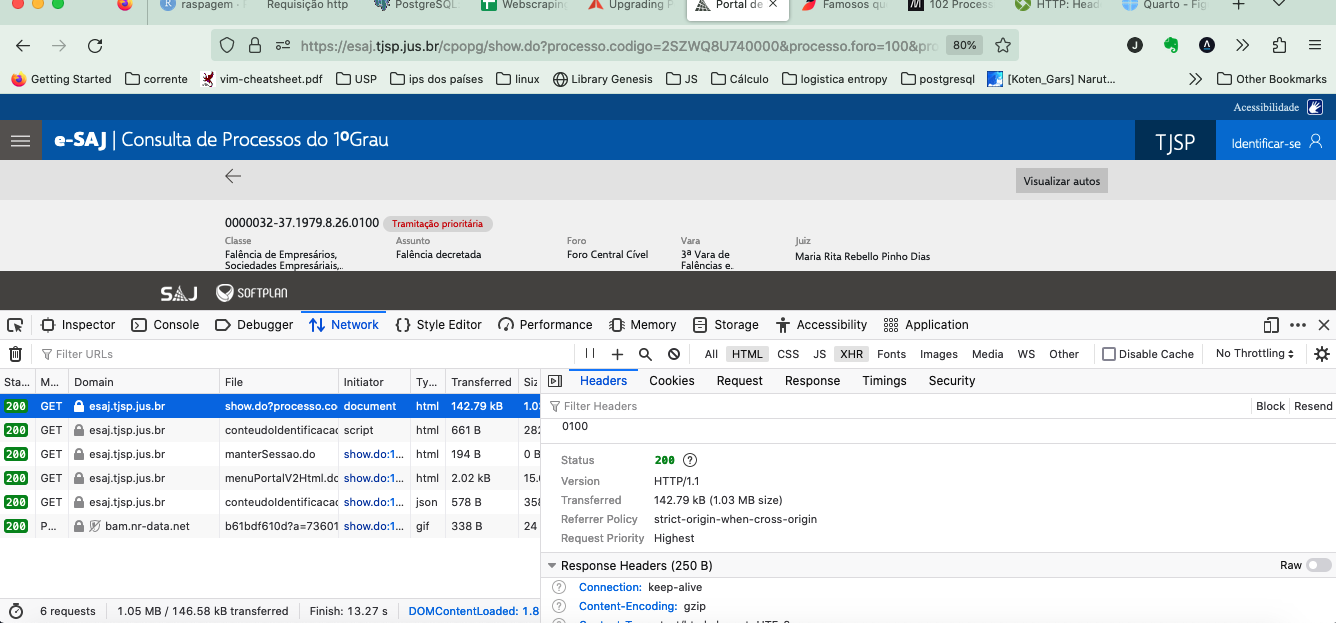 raspagem - Requisição http PostgreSQL Webscraping Upgrading P Portal de Famosos qu 102 Process HTTP: Head Quarto - Fig
https://esaj.tjsp.jus.br/cpopg/show.do?processo.codigo=2SZWQ8U740000&processo.foro=100&pro 80%
Getting Started corrente vim-cheatsheet.pdf USP ips dos países linux Library Genesis JS Cálculo logistica entropy postgresql [Koten_Gars] Narut... Other Bookmarks
Acessibilidade
e-SAJ | Consulta de Processos do 1ºGrau TJSP Identificar-se
Visualizar autos
0000032-37.1979.8.26.0100 Tramitação prioritária
Classe Assunto Foro Vara Juiz
Falência de Empresários, Falência decretada Foro Central Cível 3ª Vara de Maria Rita Rebello Pinho Dias
Sociedades Empresáriais,.. Falências e.
SAJ SOFTPLAN
Inspector Console Debugger Network Style Editor Performance Memory Storage Accessibility Application
Filter URLs All HTML CSS JS XHR Fonts Images Media WS Other Disable Cache No Throttling
Sta... M... Domain File Initiator Ty... Transferred Siz Headers Cookies Request Response Timings Security
200 GET esaj.tjsp.jus.br show.do?processo.co document html 142.79 kB 1.03 Filter Headers Block Resend
200 GET esaj.tjsp.jus.br conteudoIdentificacao script html 661 B 282 0100
200 GET esaj.tjsp.jus.br manterSessao.do show.do:1... html 194 B 0 B Status 200
200 GET esaj.tjsp.jus.br menuPortalV2Html.do show.do:1... html 2.02 kB 15.0 Version HTTP/1.1
200 GET esaj.tjsp.jus.br conteudoIdentificacao show.do:1... json 578 B 358 Transferred 142.79 kB (1.03 MB size)
200 P... bam.nr-data.net b61bdf610d?a=73601 show.do:1... gif 338 B 24 Referrer Policy strict-origin-when-cross-origin
Request Priority Highest
Response Headers (250 B) Raw
Connection: keep-alive
Content-Encoding: gzip
6 requests 1.05 MB / 146.58 kB transferred Finish: 13.27 s DOMContentLoaded: 1.8